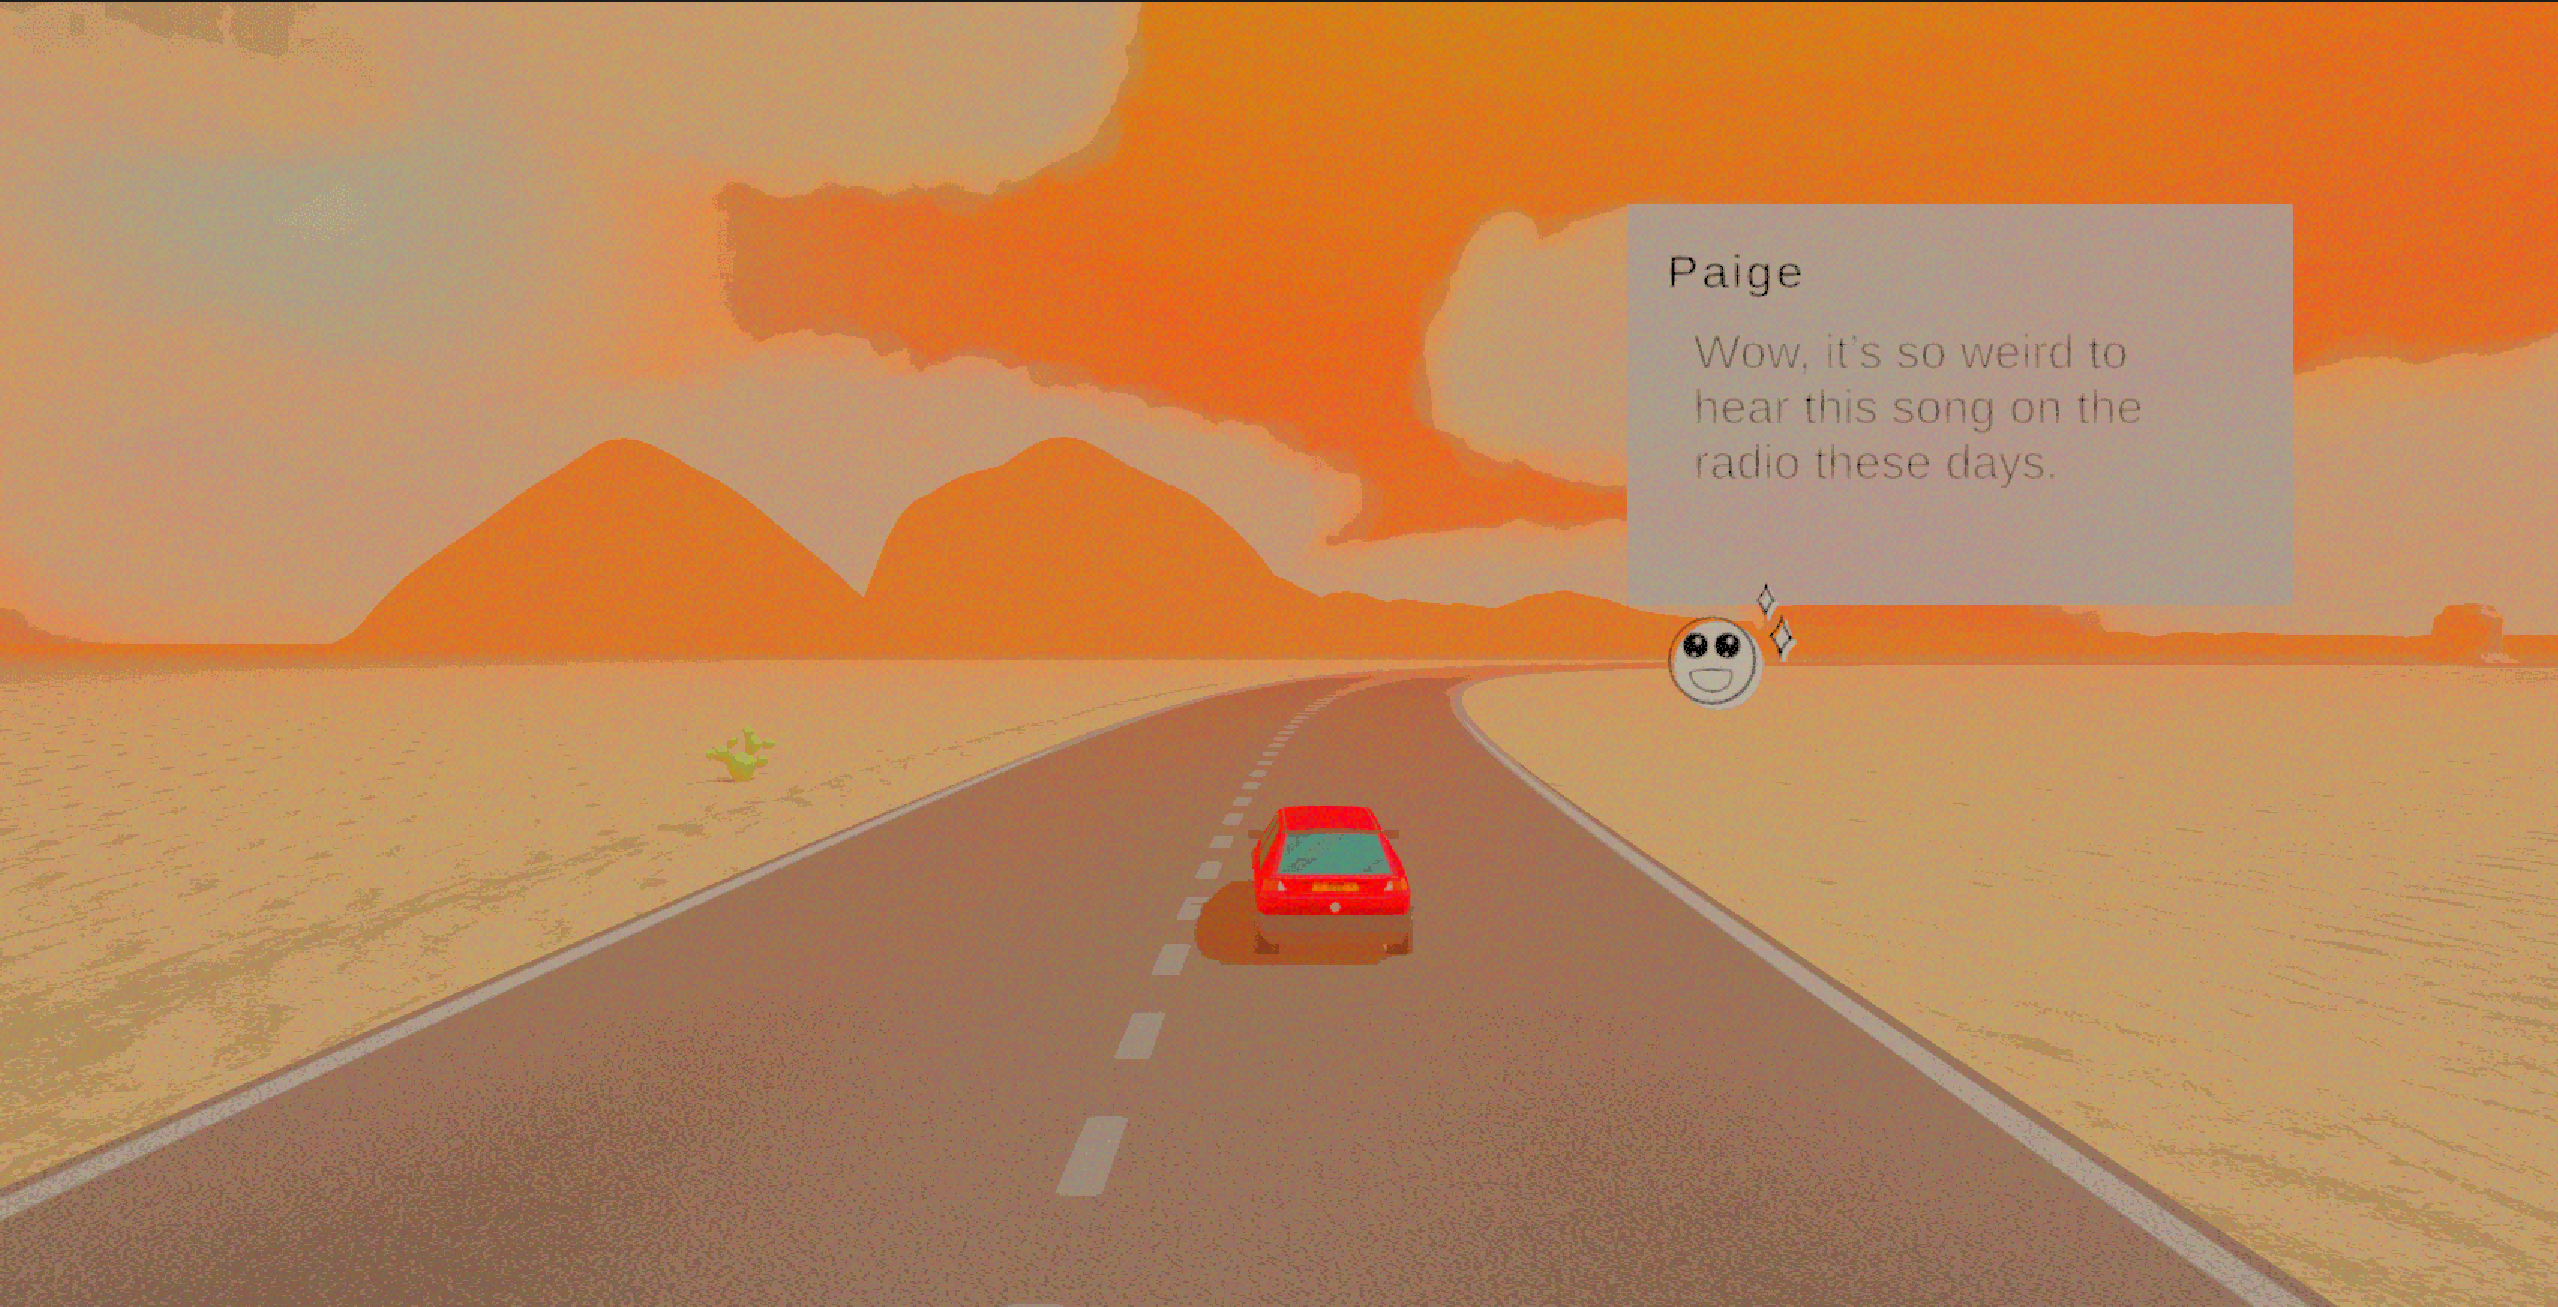 Paige
Wow, it’s so weird to
hear this song on the
radio these days.